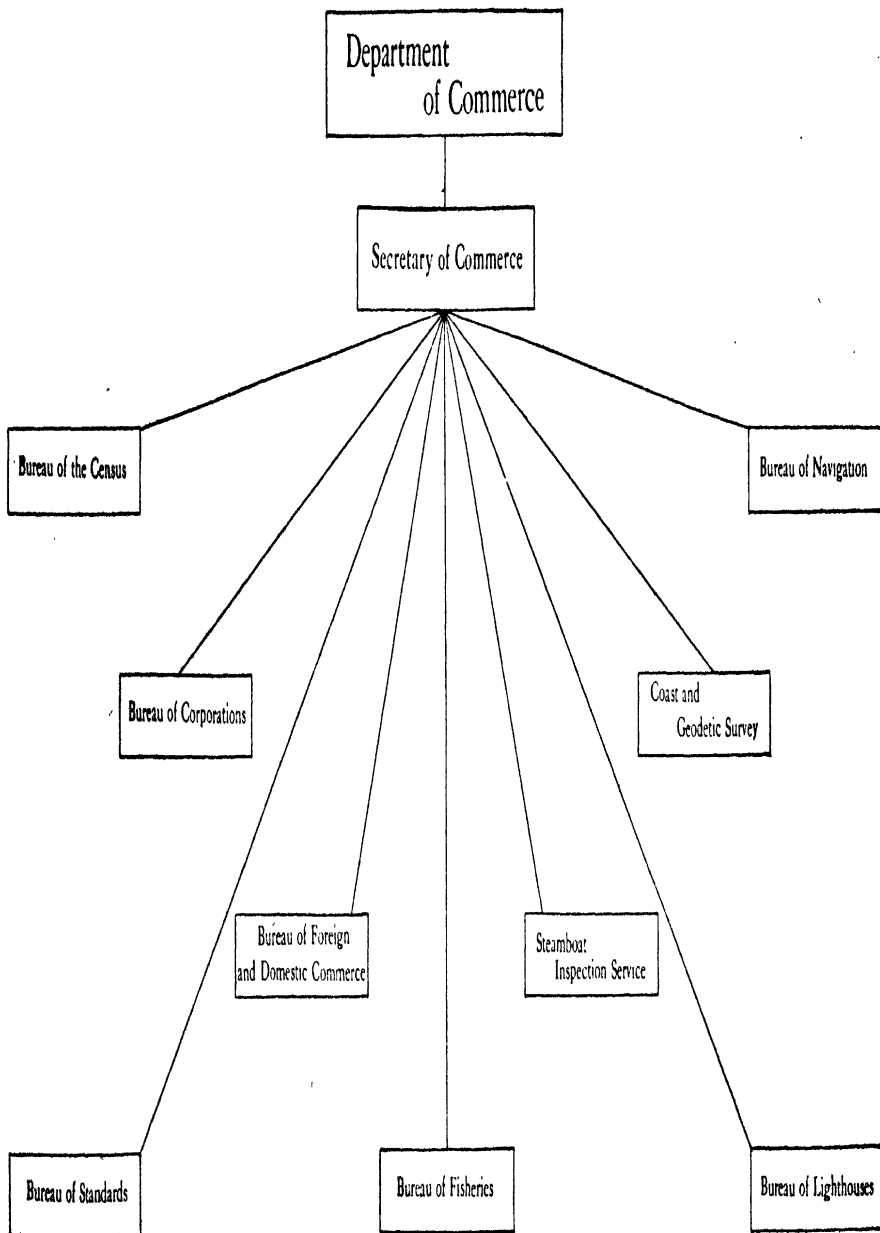 Department
of Commerce
Secretary of Commerce
Bureau of the Census
Bureau of Navigation
Bureau of Corporations
Coast and
Geodetic Survey
Bureau of Foreign
and Domestic Commerce
Steamboat
Inspection Service
Bureau of Standards
Bureau of Fisheries
Bureau of Lighthouses